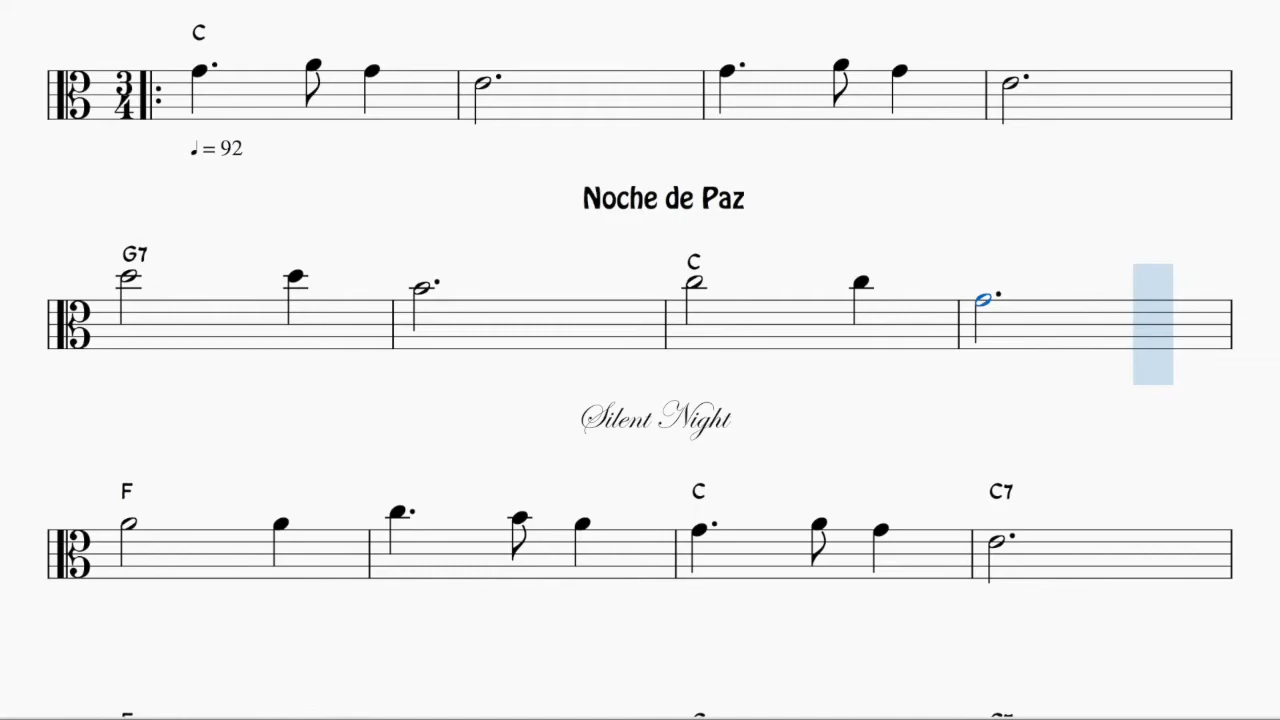 C
3
4
♩ = 92
Noche de Paz
G7 C
Silent Night
F C C7